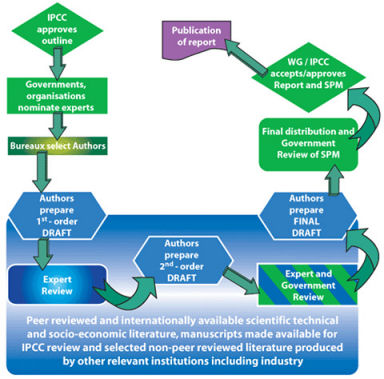 IPCC
approves
outline
Governments,
organisations
nominate experts
Bureaux select Authors
Authors
prepare
1st - order
DRAFT
Expert
Review
Authors
prepare
2nd - order
DRAFT
Expert and
Government
Review
Authors
prepare
FINAL
DRAFT
Final distribution and
Government
Review of SPM
WG / IPCC
accepts/approves
Report and SPM
Publication
of report
Peer reviewed and internationally available scientific technical
and socio-economic literature, manuscripts made available for
IPCC review and selected non-peer reviewed literature produced
by other relevant institutions including industry